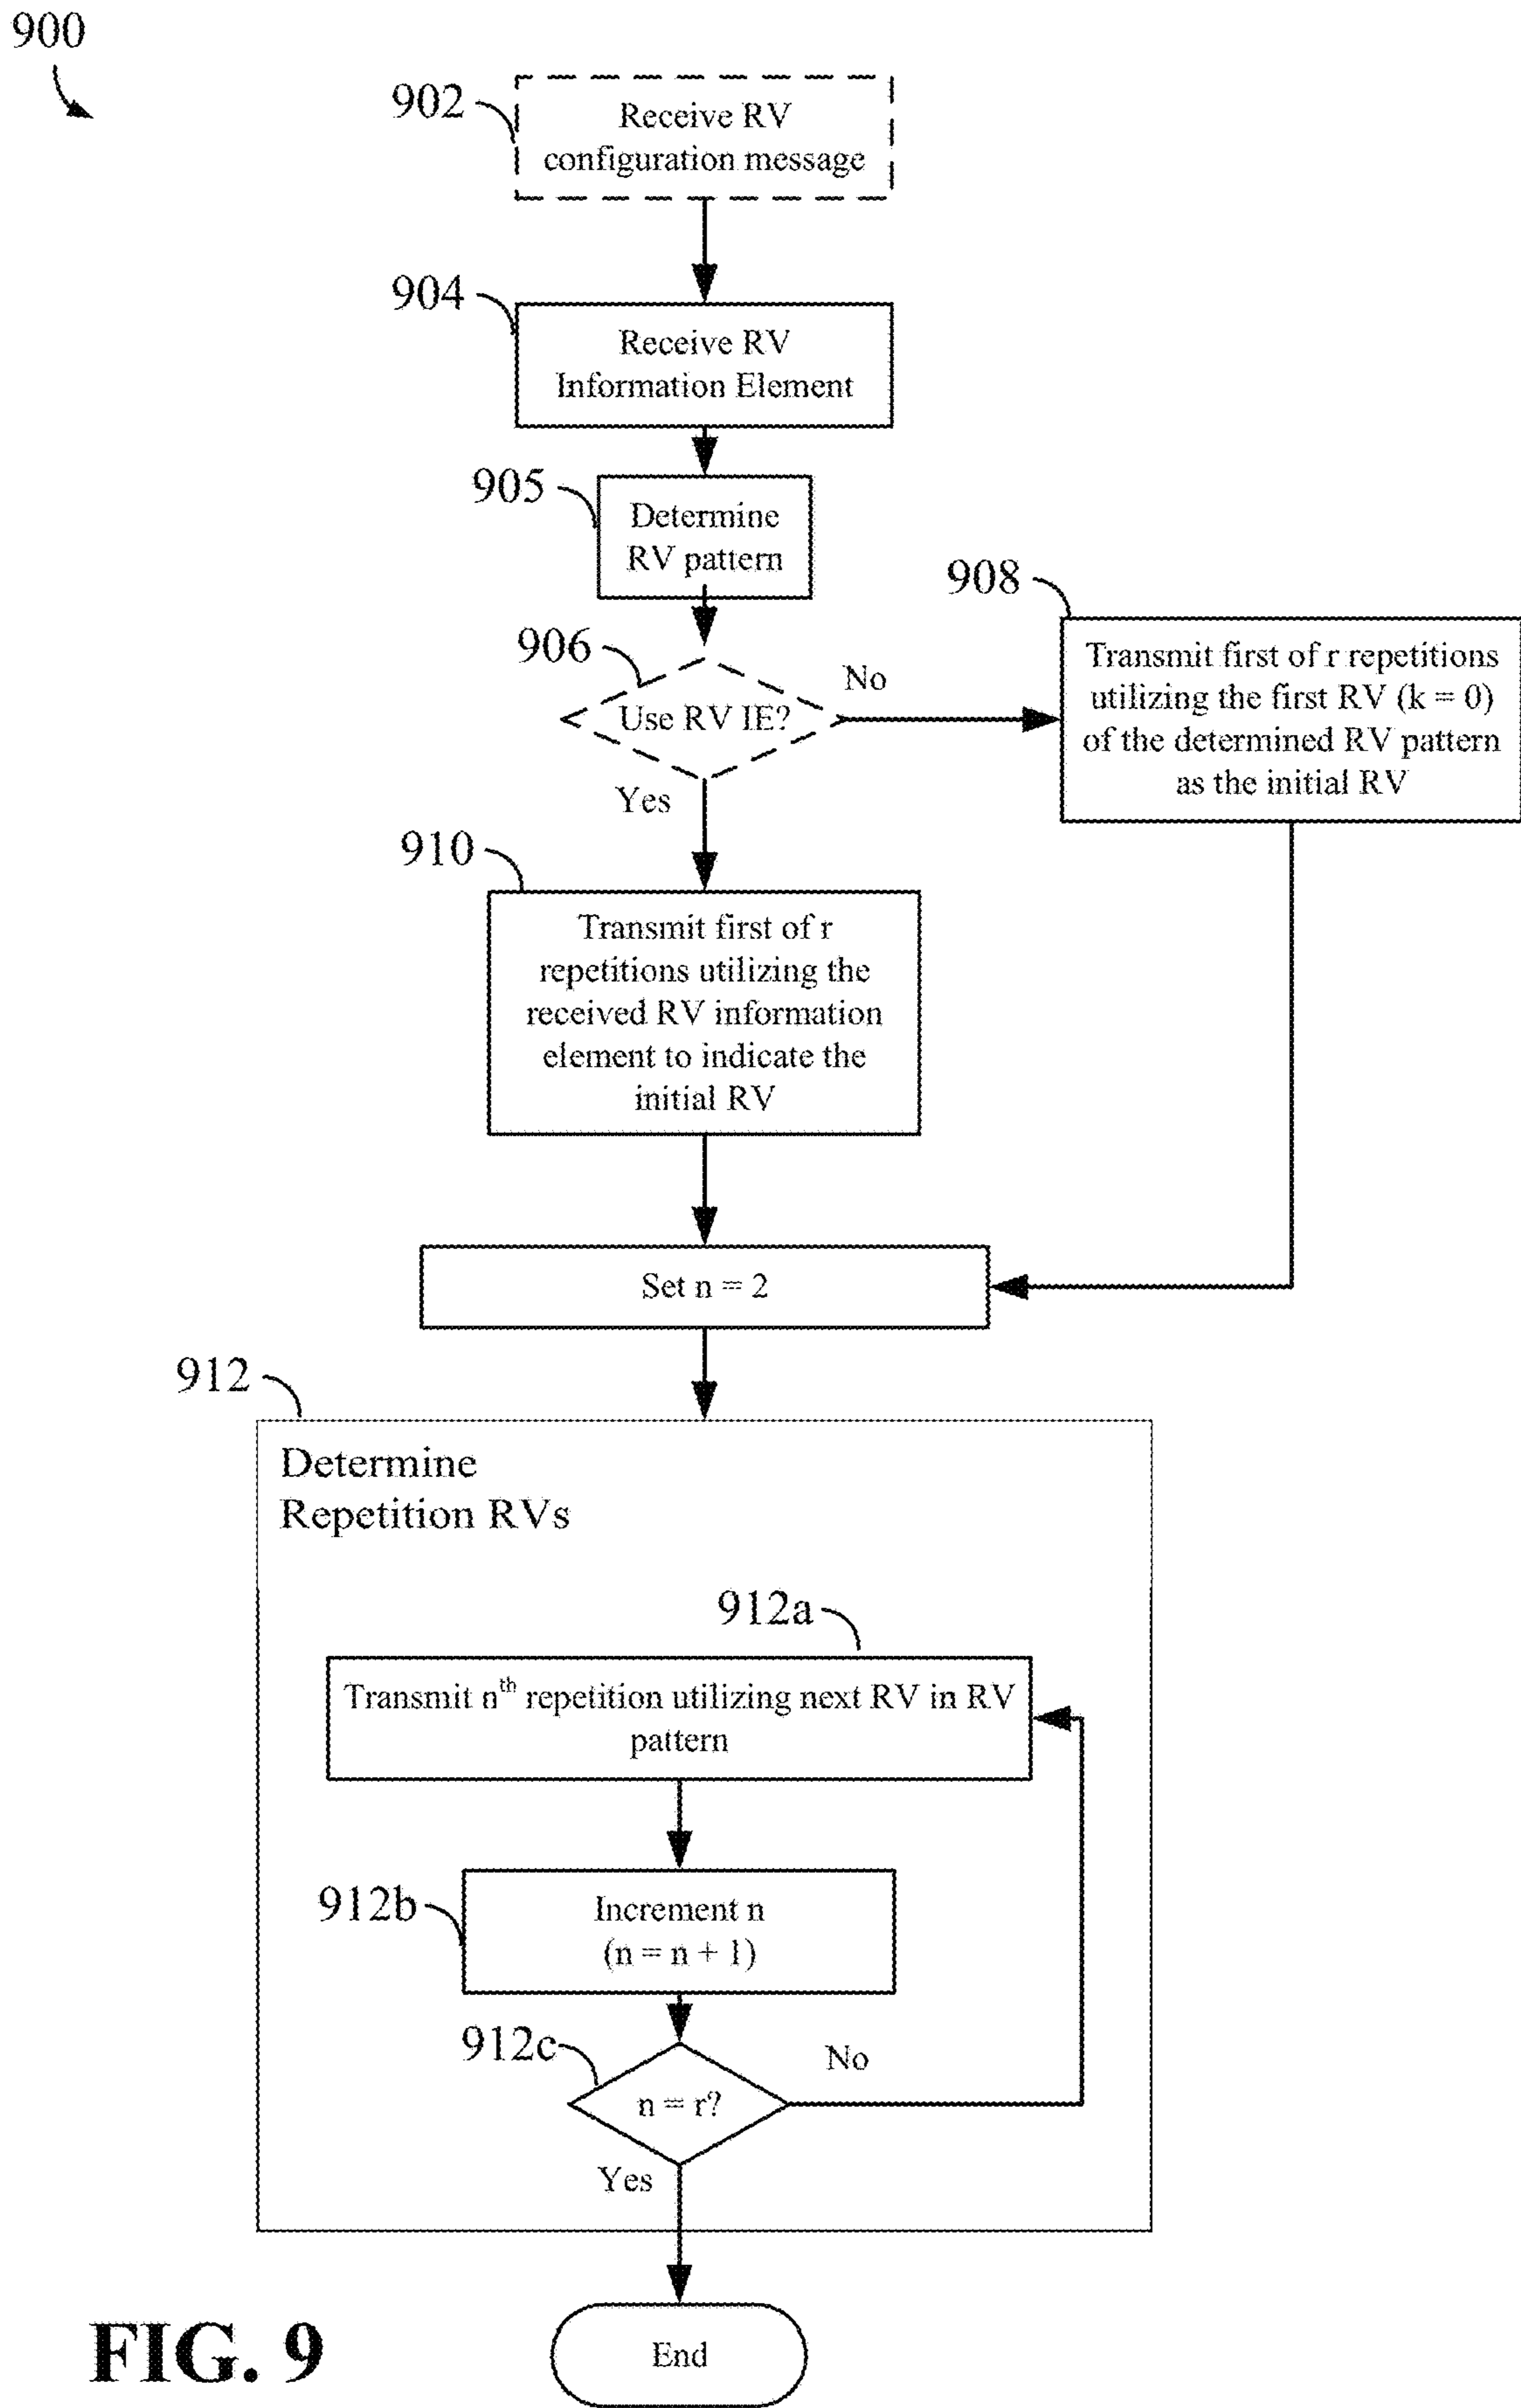 900
902
Receive RV
configuration message
904
Receive RV
Information Element
905
Determine
RV pattern
906
Use RV IE?
No
Yes
908
Transmit first of r repetitions
utilizing the first RV (k = 0)
of the determined RV pattern
as the initial RV
910
Transmit first of r
repetitions utilizing the
received RV information
element to indicate the
initial RV
Set n = 2
912
Determine
Repetition RVs
912a
Transmit nth repetition utilizing next RV in RV
pattern
912b
Increment n
(n = n + 1)
912c
n = r?
No
Yes
End
FIG. 9